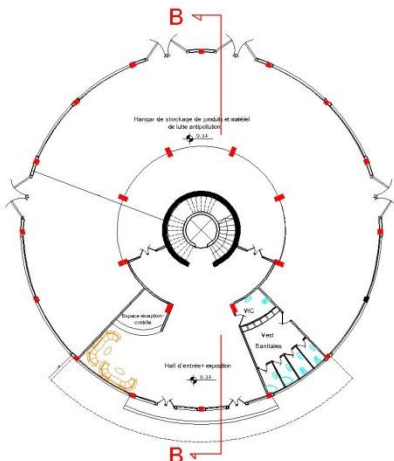 B
Hangar de stockage de produits et matériel
de lutte antipollution
0.34
WC
Espace réception+
contrôle
Vest
Sanitaires
Hall d'entrée+ exposition
0.34
B